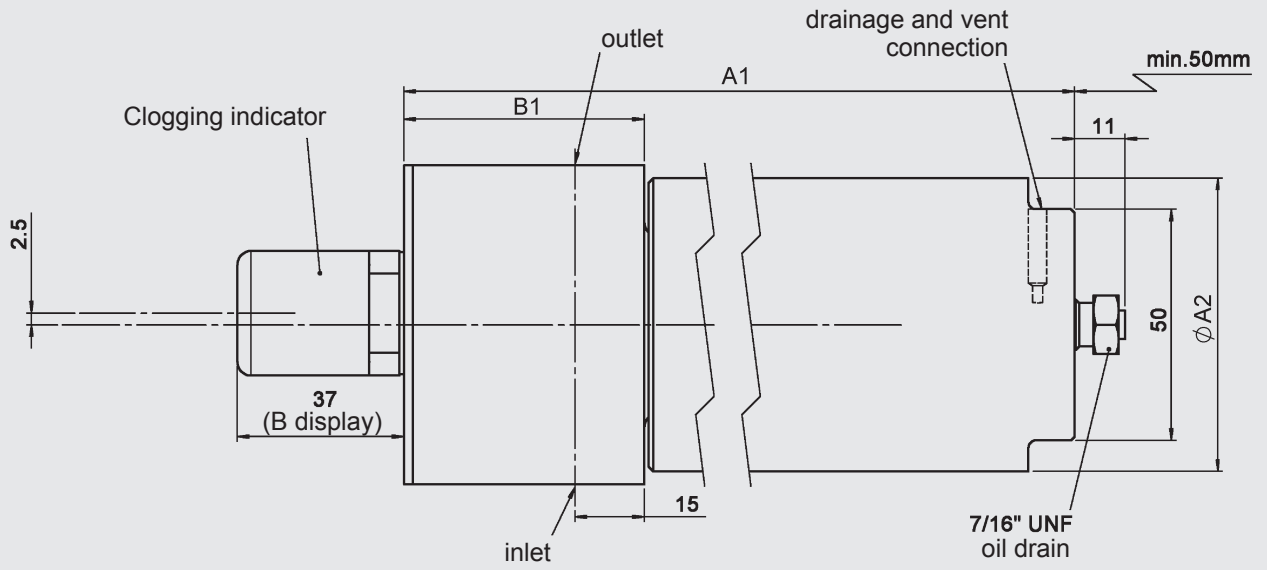 drainage and vent
connection
outlet
min.50mm
A1
B1
Clogging indicator
11
2.5
50
⌀A2
37
(B display)
15
7/16" UNF
oil drain
inlet